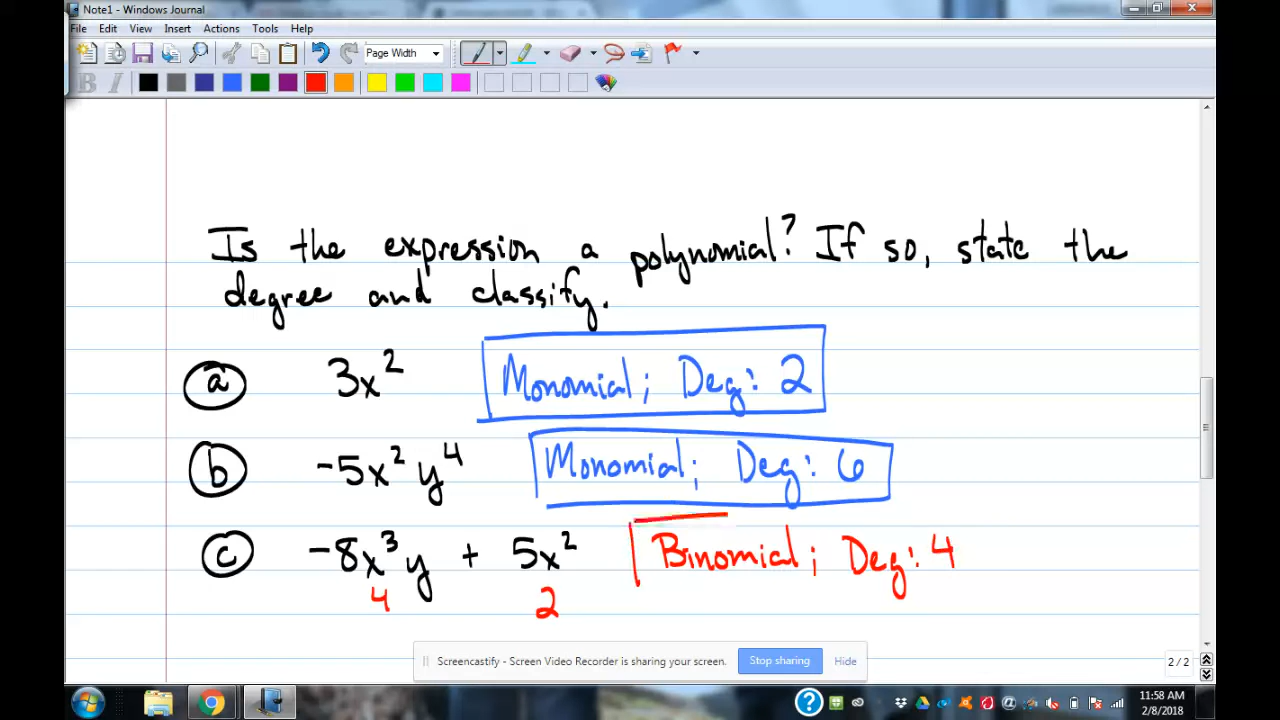 Note1 - Windows Journal
File Edit View Insert Actions Tools Help
Page Width
B I
Is the expression a polynomial? If so, state the
degree and classify.
a 3x² Monomial; Deg: 2
b -5x²y⁴ Monomial; Deg: 6
c -8x³y + 5x² Binomial; Deg: 4
4 2
Screencastify - Screen Video Recorder is sharing your screen. Stop sharing Hide
2 / 2
11:58 AM
2/8/2018